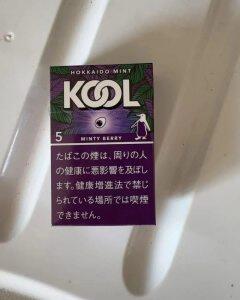 HOKKAIDO MINT
KOOL
5
MINTY BERRY
たばこの煙は、周りの人
の健康に悪影響を及ぼし
ます。健康増進法で禁じ
られている場所では喫煙
できません。